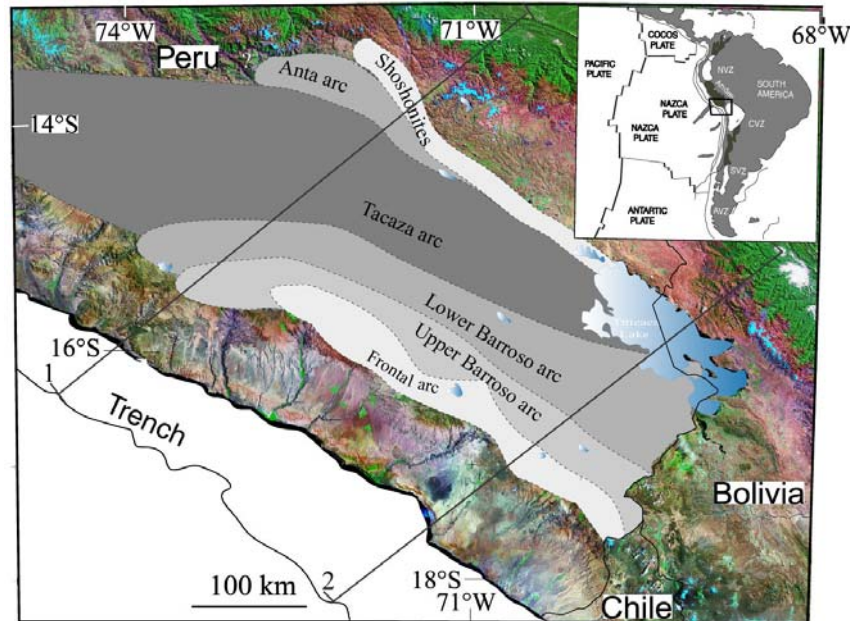 74°W
71°W
68°W
Peru
Anta arc
Shoshonites
14°S
Tacaza arc
Lower Barroso arc
Upper Barroso arc
Frontal arc
Lake
16°S
1
Trench
Bolivia
2
100 km
18°S
71°W
Chile
COCOS
PLATE
PACIFIC
PLATE
NVZ
SOUTH
AMERICA
Andes
NAZCA
PLATE
NAZCA
PLATE
CVZ
SVZ
ANTARTIC
PLATE
AVZ